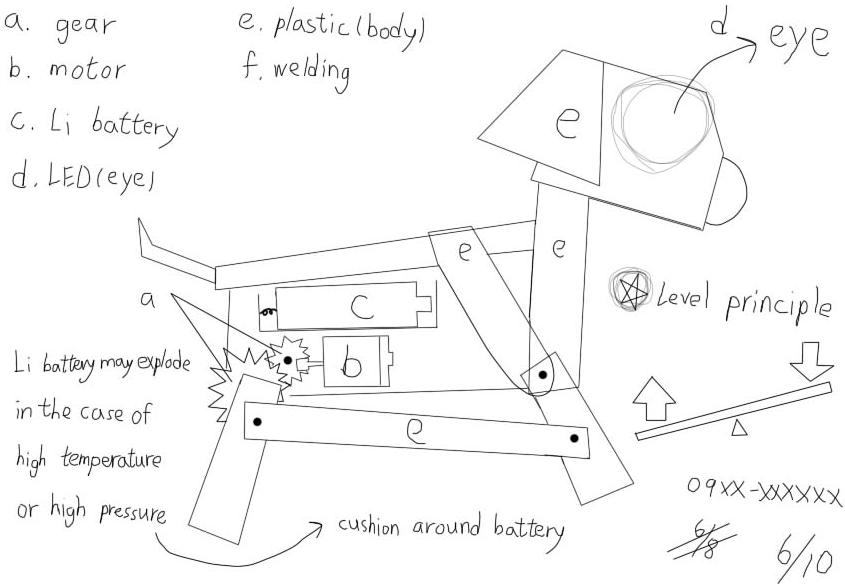 a. gear
b. motor
c. Li battery
d. LED(eye)
e. plastic(body)
f. welding
d
eye
e
e
e
a
c
b
e
Level principle
Li battery may explode
in the case of
high temperature
or high pressure
cushion around battery
09xx-xxxxxx
6/8
6/10